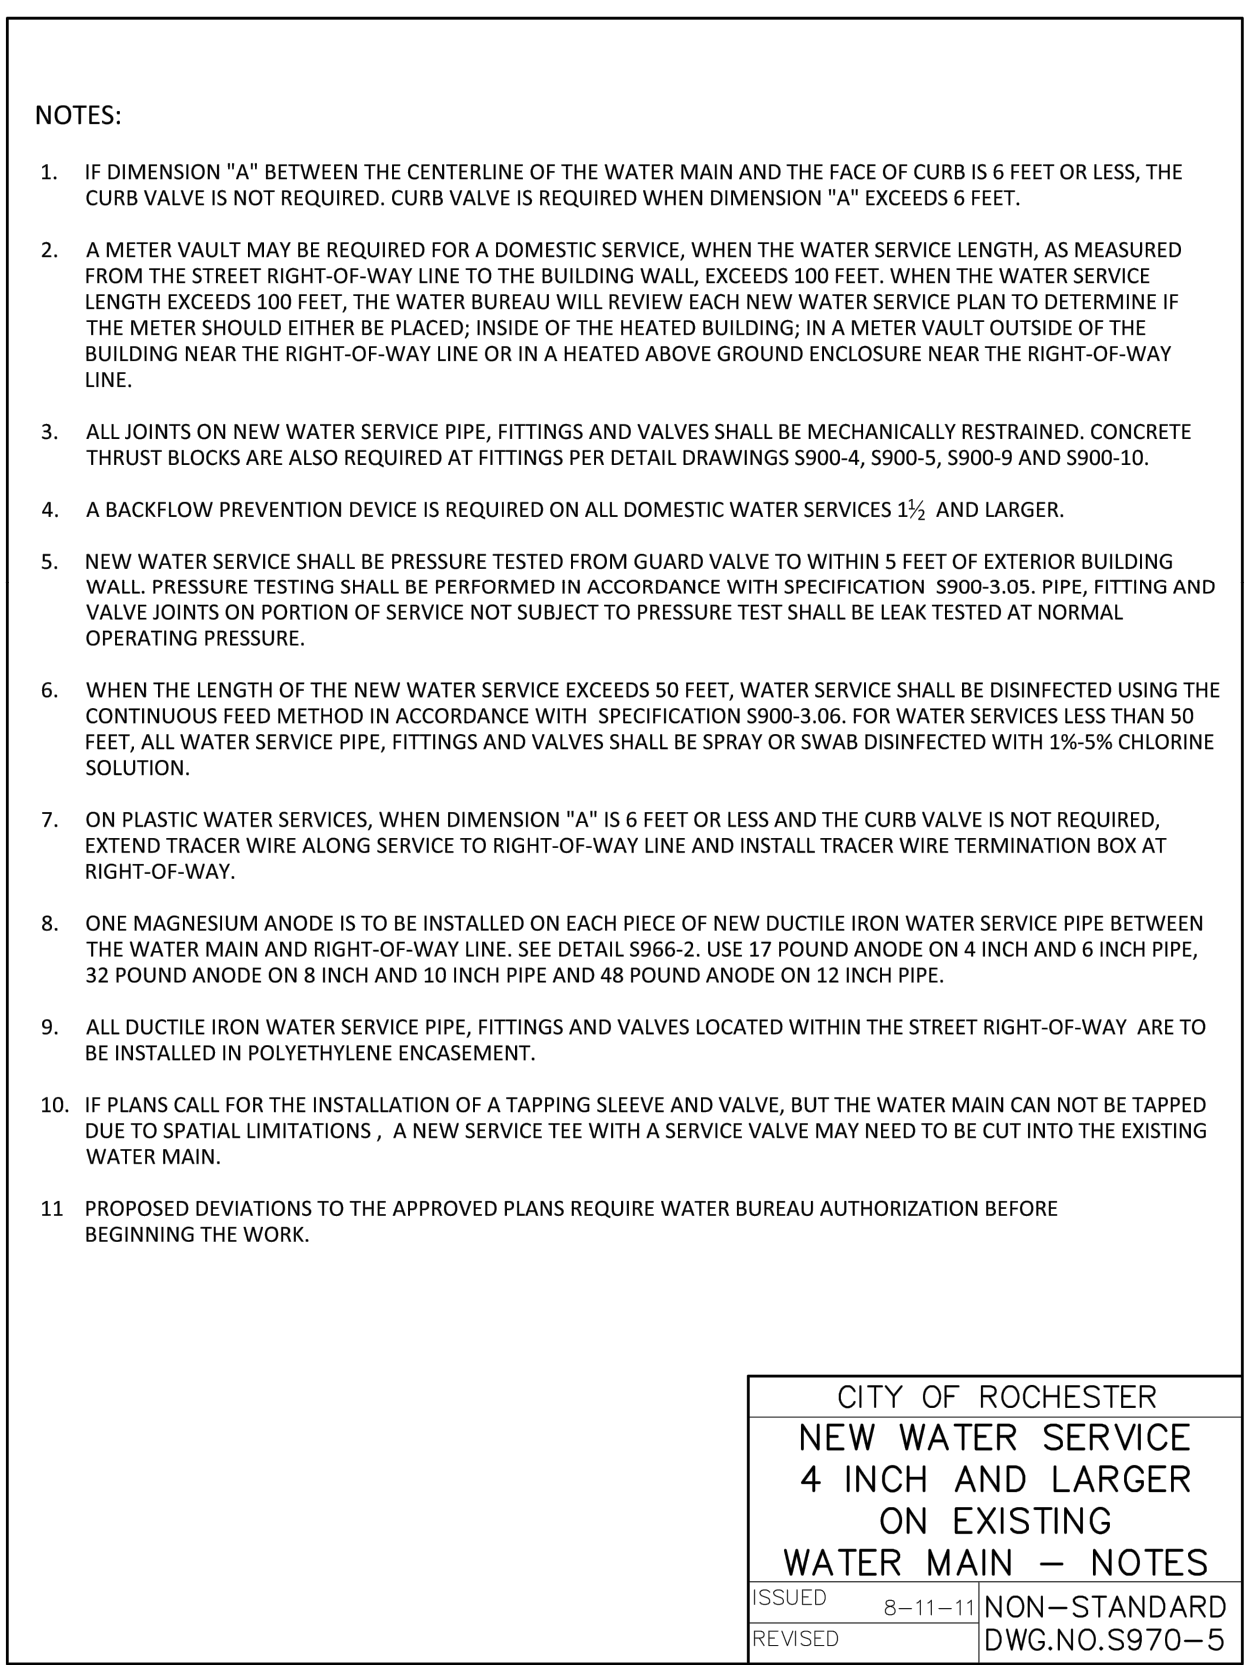 NOTES:
1. IF DIMENSION "A" BETWEEN THE CENTERLINE OF THE WATER MAIN AND THE FACE OF CURB IS 6 FEET OR LESS, THE
CURB VALVE IS NOT REQUIRED. CURB VALVE IS REQUIRED WHEN DIMENSION "A" EXCEEDS 6 FEET.
2. A METER VAULT MAY BE REQUIRED FOR A DOMESTIC SERVICE, WHEN THE WATER SERVICE LENGTH, AS MEASURED
FROM THE STREET RIGHT-OF-WAY LINE TO THE BUILDING WALL, EXCEEDS 100 FEET. WHEN THE WATER SERVICE
LENGTH EXCEEDS 100 FEET, THE WATER BUREAU WILL REVIEW EACH NEW WATER SERVICE PLAN TO DETERMINE IF
THE METER SHOULD EITHER BE PLACED; INSIDE OF THE HEATED BUILDING; IN A METER VAULT OUTSIDE OF THE
BUILDING NEAR THE RIGHT-OF-WAY LINE OR IN A HEATED ABOVE GROUND ENCLOSURE NEAR THE RIGHT-OF-WAY
LINE.
3. ALL JOINTS ON NEW WATER SERVICE PIPE, FITTINGS AND VALVES SHALL BE MECHANICALLY RESTRAINED. CONCRETE
THRUST BLOCKS ARE ALSO REQUIRED AT FITTINGS PER DETAIL DRAWINGS S900-4, S900-5, S900-9 AND S900-10.
4. A BACKFLOW PREVENTION DEVICE IS REQUIRED ON ALL DOMESTIC WATER SERVICES 1½ AND LARGER.
5. NEW WATER SERVICE SHALL BE PRESSURE TESTED FROM GUARD VALVE TO WITHIN 5 FEET OF EXTERIOR BUILDING
WALL. PRESSURE TESTING SHALL BE PERFORMED IN ACCORDANCE WITH SPECIFICATION S900-3.05. PIPE, FITTING AND
VALVE JOINTS ON PORTION OF SERVICE NOT SUBJECT TO PRESSURE TEST SHALL BE LEAK TESTED AT NORMAL
OPERATING PRESSURE.
6. WHEN THE LENGTH OF THE NEW WATER SERVICE EXCEEDS 50 FEET, WATER SERVICE SHALL BE DISINFECTED USING THE
CONTINUOUS FEED METHOD IN ACCORDANCE WITH SPECIFICATION S900-3.06. FOR WATER SERVICES LESS THAN 50
FEET, ALL WATER SERVICE PIPE, FITTINGS AND VALVES SHALL BE SPRAY OR SWAB DISINFECTED WITH 1%-5% CHLORINE
SOLUTION.
7. ON PLASTIC WATER SERVICES, WHEN DIMENSION "A" IS 6 FEET OR LESS AND THE CURB VALVE IS NOT REQUIRED,
EXTEND TRACER WIRE ALONG SERVICE TO RIGHT-OF-WAY LINE AND INSTALL TRACER WIRE TERMINATION BOX AT
RIGHT-OF-WAY.
8. ONE MAGNESIUM ANODE IS TO BE INSTALLED ON EACH PIECE OF NEW DUCTILE IRON WATER SERVICE PIPE BETWEEN
THE WATER MAIN AND RIGHT-OF-WAY LINE. SEE DETAIL S966-2. USE 17 POUND ANODE ON 4 INCH AND 6 INCH PIPE,
32 POUND ANODE ON 8 INCH AND 10 INCH PIPE AND 48 POUND ANODE ON 12 INCH PIPE.
9. ALL DUCTILE IRON WATER SERVICE PIPE, FITTINGS AND VALVES LOCATED WITHIN THE STREET RIGHT-OF-WAY ARE TO
BE INSTALLED IN POLYETHYLENE ENCASEMENT.
10. IF PLANS CALL FOR THE INSTALLATION OF A TAPPING SLEEVE AND VALVE, BUT THE WATER MAIN CAN NOT BE TAPPED
DUE TO SPATIAL LIMITATIONS , A NEW SERVICE TEE WITH A SERVICE VALVE MAY NEED TO BE CUT INTO THE EXISTING
WATER MAIN.
11 PROPOSED DEVIATIONS TO THE APPROVED PLANS REQUIRE WATER BUREAU AUTHORIZATION BEFORE
BEGINNING THE WORK.
CITY OF ROCHESTER
NEW WATER SERVICE
4 INCH AND LARGER
ON EXISTING
WATER MAIN – NOTES
ISSUED 8-11-11
REVISED
NON-STANDARD
DWG.NO.S970-5